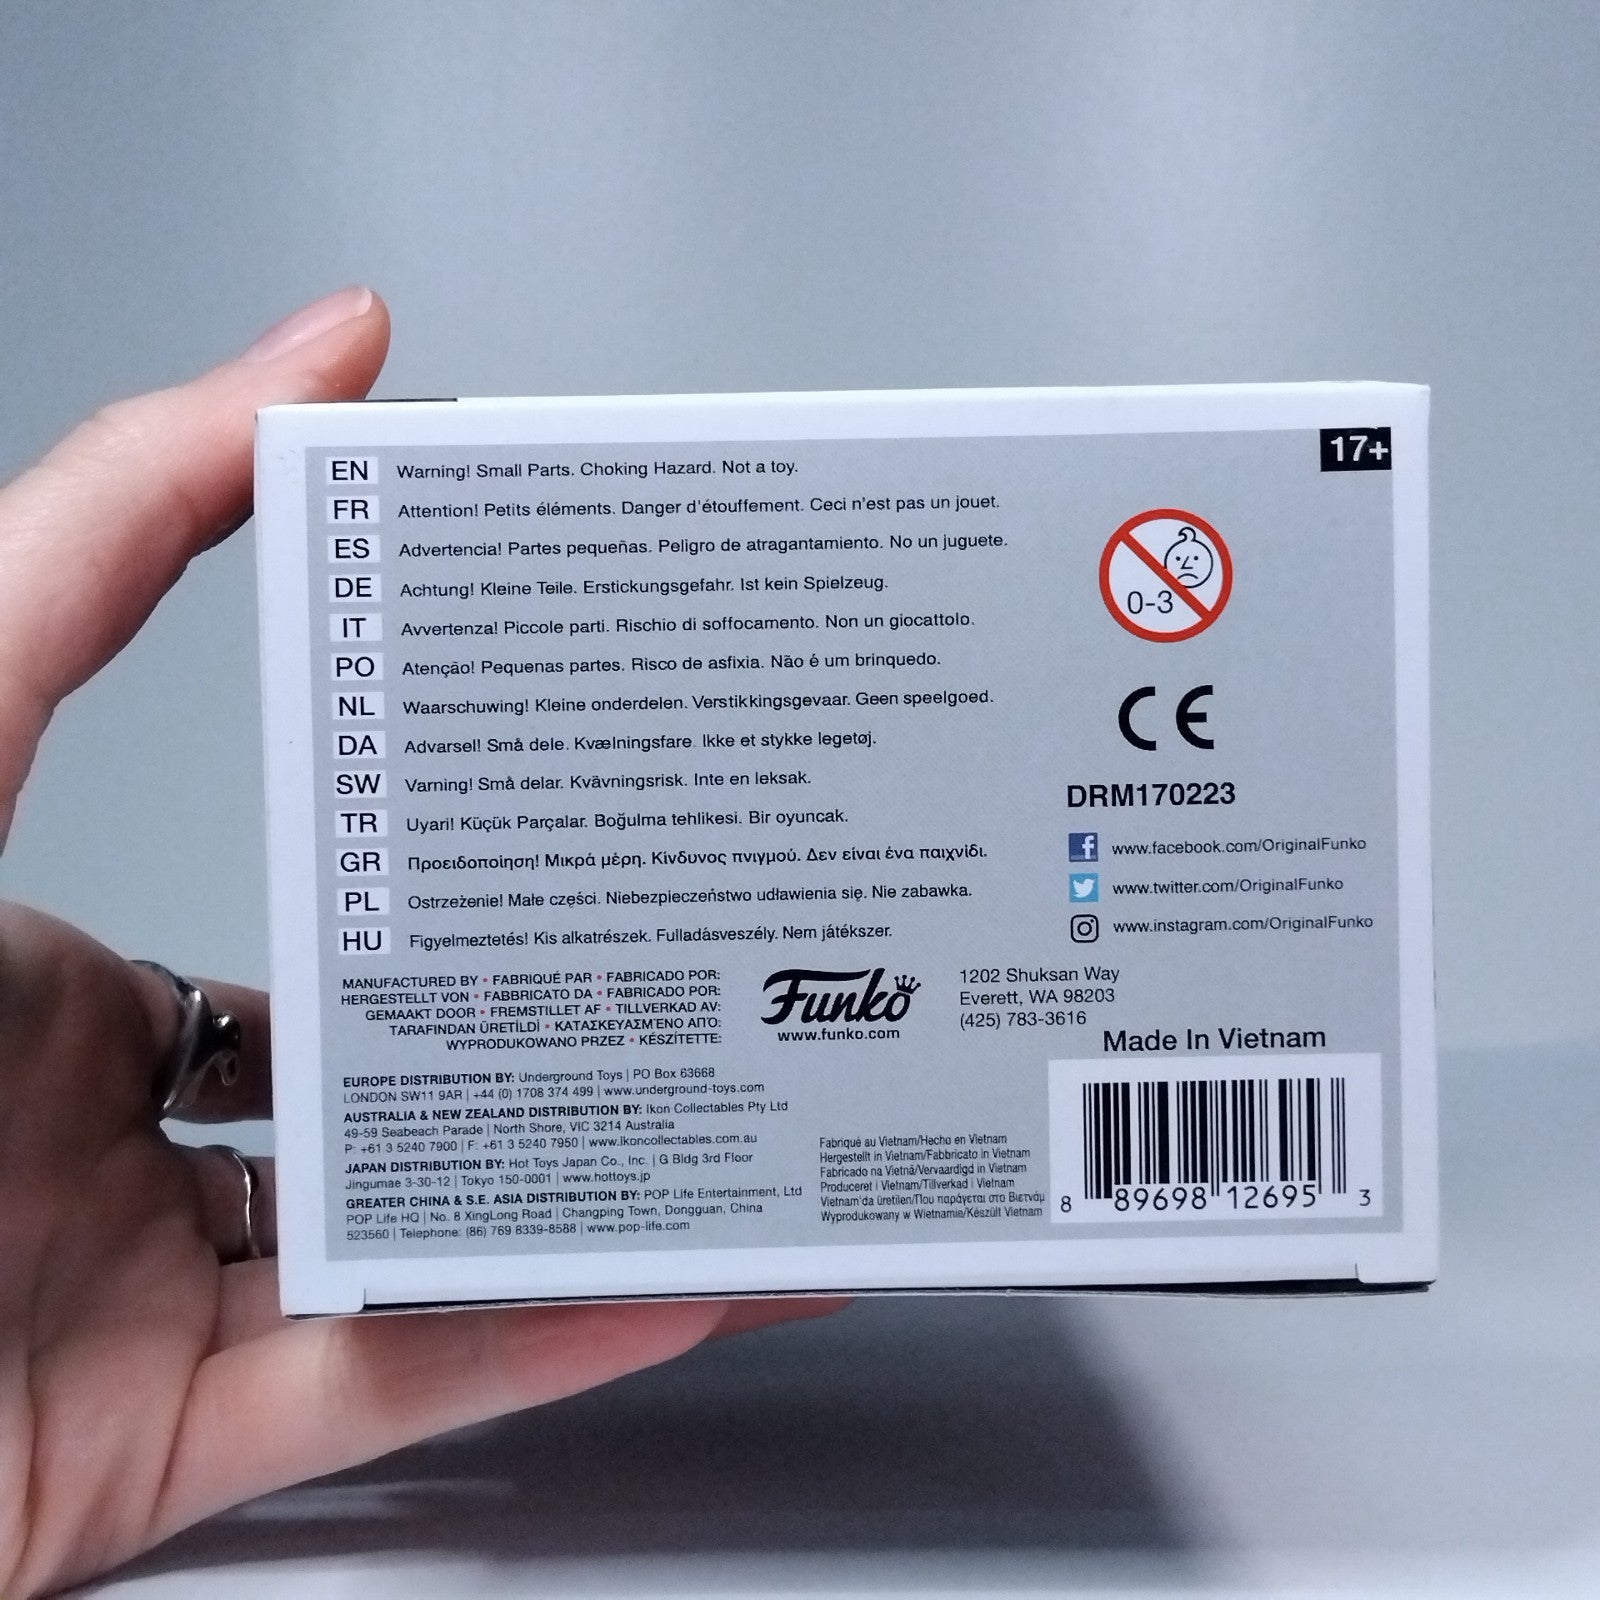 17+
EN Warning! Small Parts. Choking Hazard. Not a toy.
FR Attention! Petits éléments. Danger d'étouffement. Ceci n'est pas un jouet.
ES Advertencia! Partes pequeñas. Peligro de atragantamiento. No un juguete.
DE Achtung! Kleine Teile. Erstickungsgefahr. Ist kein Spielzeug.
IT Avvertenza! Piccole parti. Rischio di soffocamento. Non un giocattolo.
PO Atenção! Pequenas partes. Risco de asfixia. Não é um brinquedo.
NL Waarschuwing! Kleine onderdelen. Verstikkingsgevaar. Geen speelgoed.
DA Advarsel! Små dele. Kvælningsfare. Ikke et stykke legetøj.
SW Varning! Små delar. Kvävningsrisk. Inte en leksak.
TR Uyari! Küçük Parçalar. Boğulma tehlikesi. Bir oyuncak.
GR Προειδοποίηση! Μικρά μέρη. Κίνδυνος πνιγμού. Δεν είναι ένα παιχνίδι.
PL Ostrzeżenie! Małe części. Niebezpieczeństwo udławienia się. Nie zabawka.
HU Figyelmeztetés! Kis alkatrészek. Fulladásveszély. Nem játékszer.
0-3
CE
DRM170223
www.facebook.com/OriginalFunko
www.twitter.com/OriginalFunko
www.instagram.com/OriginalFunko
MANUFACTURED BY • FABRIQUÉ PAR • FABRICADO POR:
HERGESTELLT VON • FABBRICATO DA • FABRICADO POR:
GEMAAKT DOOR • FREMSTILLET AF • TILLVERKAD AV:
TARAFINDAN ÜRETİLDİ • ΚΑΤΑΣΚΕΥΑΣΜΈΝΟ ΑΠΌ:
WYPRODUKOWANO PRZEZ • KÉSZÍTETTE:
Funko
www.funko.com
1202 Shuksan Way
Everett, WA 98203
(425) 783-3616
Made In Vietnam
EUROPE DISTRIBUTION BY: Underground Toys | PO Box 63668
LONDON SW11 9AR | +44 (0) 1708 374 499 | www.underground-toys.com
AUSTRALIA & NEW ZEALAND DISTRIBUTION BY: Ikon Collectables Pty Ltd
49-59 Seabeach Parade | North Shore, VIC 3214 Australia
P: +61 3 5240 7900 | F: +61 3 5240 7950 | www.Ikoncollectables.com.au
JAPAN DISTRIBUTION BY: Hot Toys Japan Co., Inc. | G Bldg 3rd Floor
Jingumae 3-30-12 | Tokyo 150-0001 | www.hottoys.jp
GREATER CHINA & S.E. ASIA DISTRIBUTION BY: POP Life Entertainment, Ltd
POP Life HQ | No. 8 XingLong Road | Changping Town, Dongguan, China
523560 | Telephone: (86) 769 8339-8588 | www.pop-life.com
Fabriqué au Vietnam/Hecho en Vietnam
Hergestellt in Vietnam/Fabbricato in Vietnam
Fabricado na Vietnã/Vervaardigd in Vietnam
Produceret i Vietnam/Tillverkad i Vietnam
Vietnam'da üretilen/Που παράγεται στο Βιετνάμ
Wyprodukowany w Wietnamie/Készült Vietnam
8 89698 12695 3